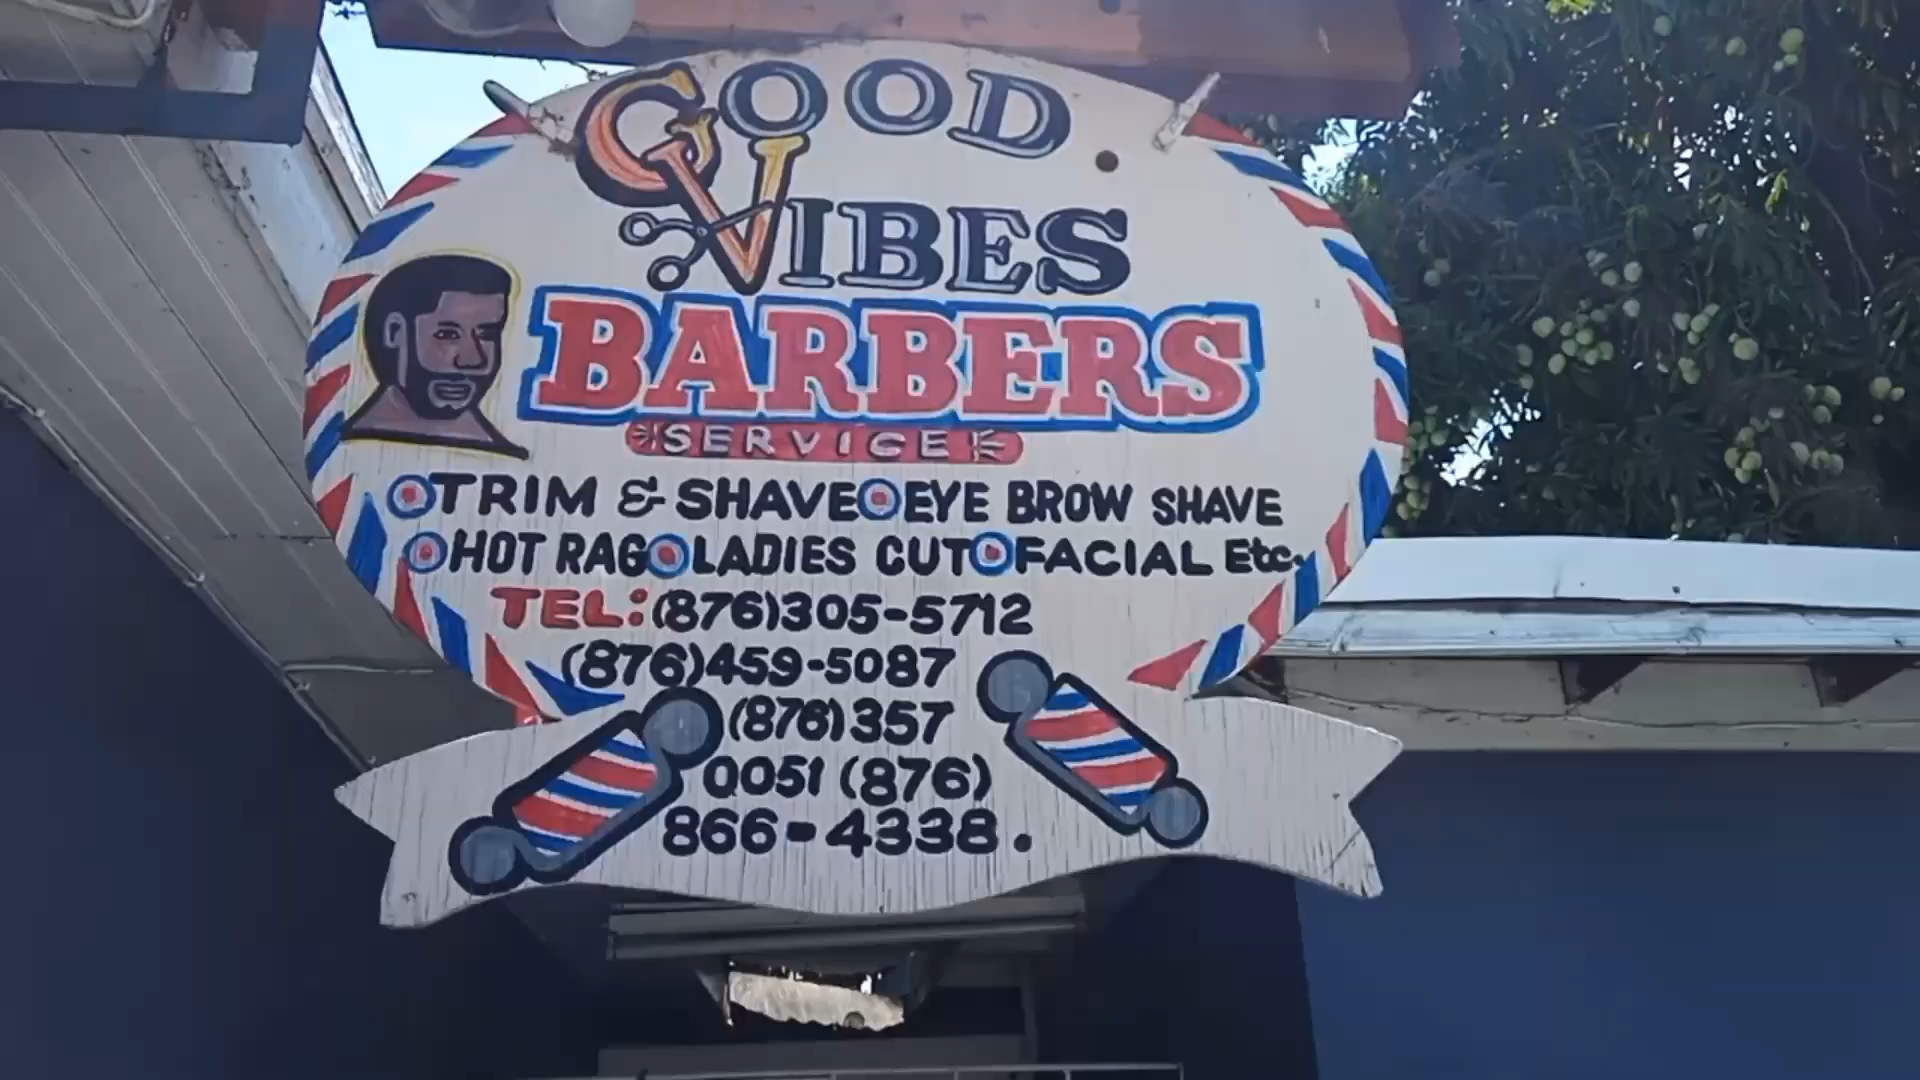 GOOD
VIBES
BARBERS
SERVICE
TRIM & SHAVE EYE BROW SHAVE
HOT RAG LADIES CUT FACIAL Etc.
TEL: (876)305-5712
(876)459-5087
(876)357
0051 (876)
866-4338.